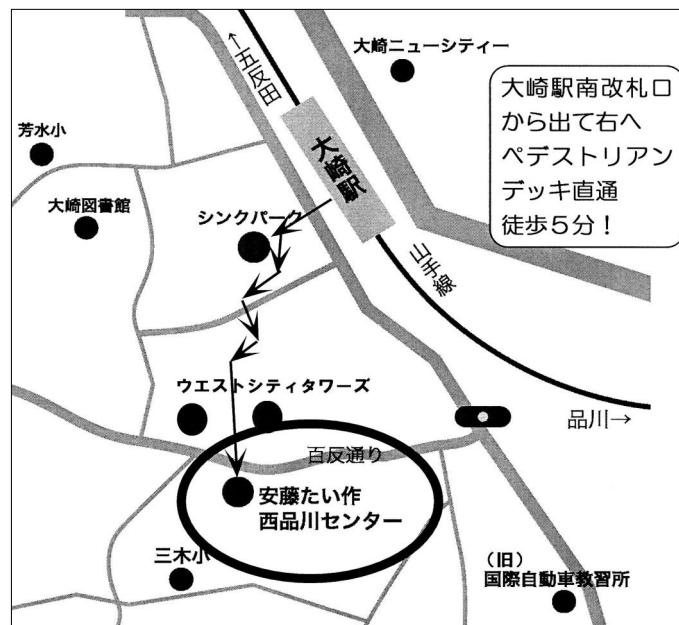 大崎ニューシティー
←五反田
大崎駅南改札口
から出て右へ
ペデストリアン
デッキ直通
徒歩5分!
芳水小
大崎駅
大崎図書館
シンクパーク
山手線
ウエストシティタワーズ
品川→
百反通り
安藤たい作
西品川センター
三木小
(旧)
国際自動車教習所